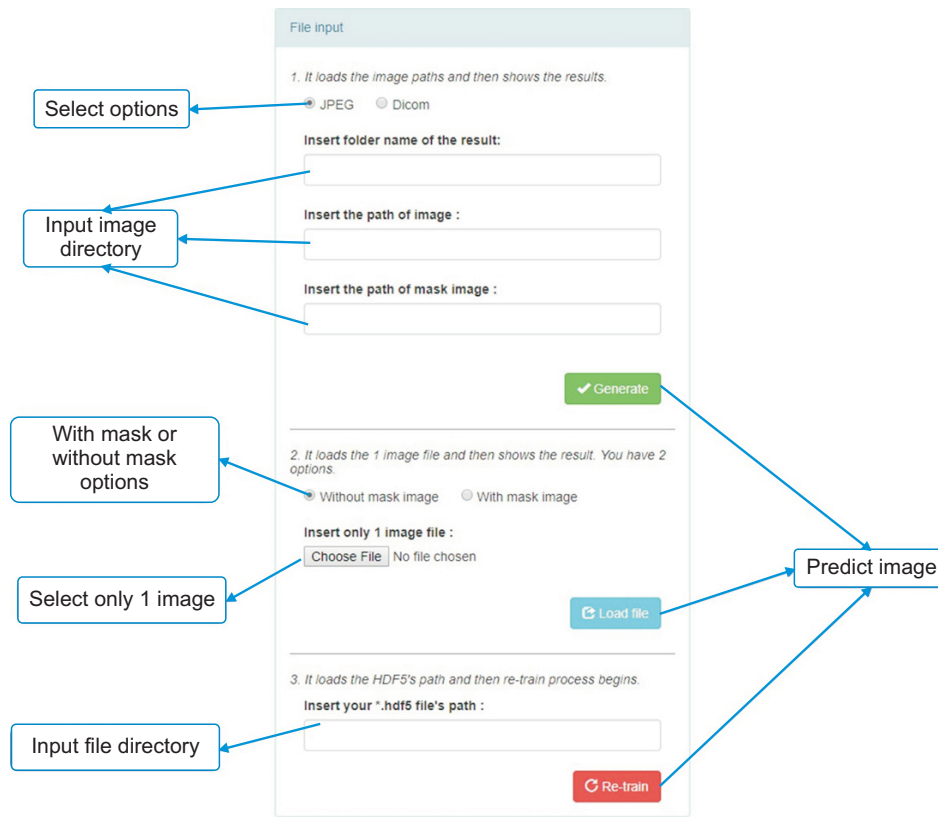 File input
1. It loads the image paths and then shows the results.
Select options
JPEG Dicom
Insert folder name of the result:
Input image
directory
Insert the path of image :
Insert the path of mask image :
Generate
With mask or
without mask
options
2. It loads the 1 image file and then shows the result. You have 2
options.
Without mask image With mask image
Insert only 1 image file :
Choose File No file chosen
Select only 1 image
Predict image
Load file
3. It loads the HDF5's path and then re-train process begins.
Insert your *.hdf5 file's path :
Input file directory
Re-train